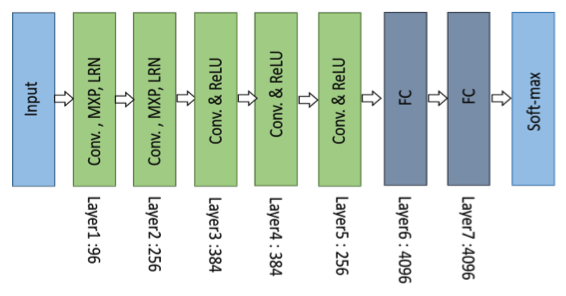 Input
Conv. , MXP, LRN
Conv. , MXP, LRN
Conv. & ReLU
Conv. & ReLU
Conv. & ReLU
FC
FC
Soft-max
Layer1 :96
Layer2 :256
Layer3 :384
Layer4 : 384
Layer5 : 256
Layer6 : 4096
Layer7 :4096